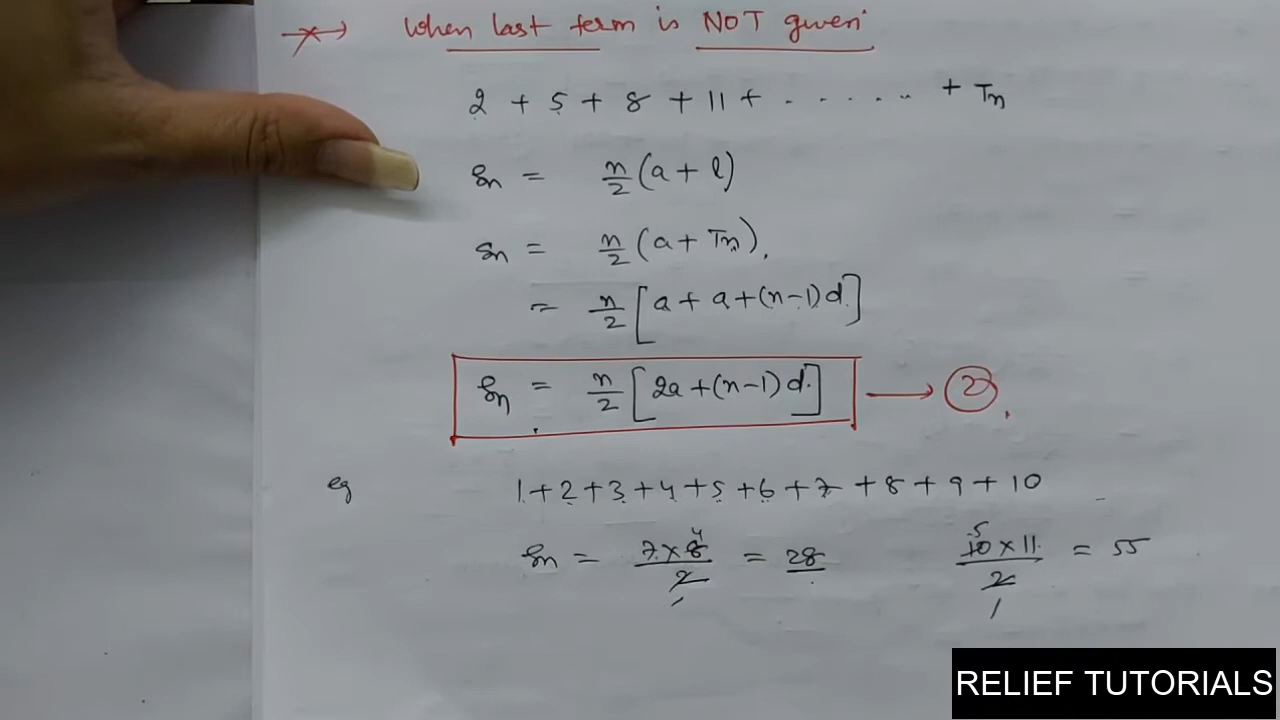 When last term is NOT given
2 + 5 + 8 + 11 + ...... + Tn
Sn = n/2 (a + l)
Sn = n/2 (a + Tn).
= n/2 [a + a + (n-1)d]
Sn = n/2 [2a + (n-1)d] → 2
eg 1+2+3+4+5+6+7+8+9+10
Sn = 7×8/2 = 28 10×11/2 = 55
RELIEF TUTORIALS